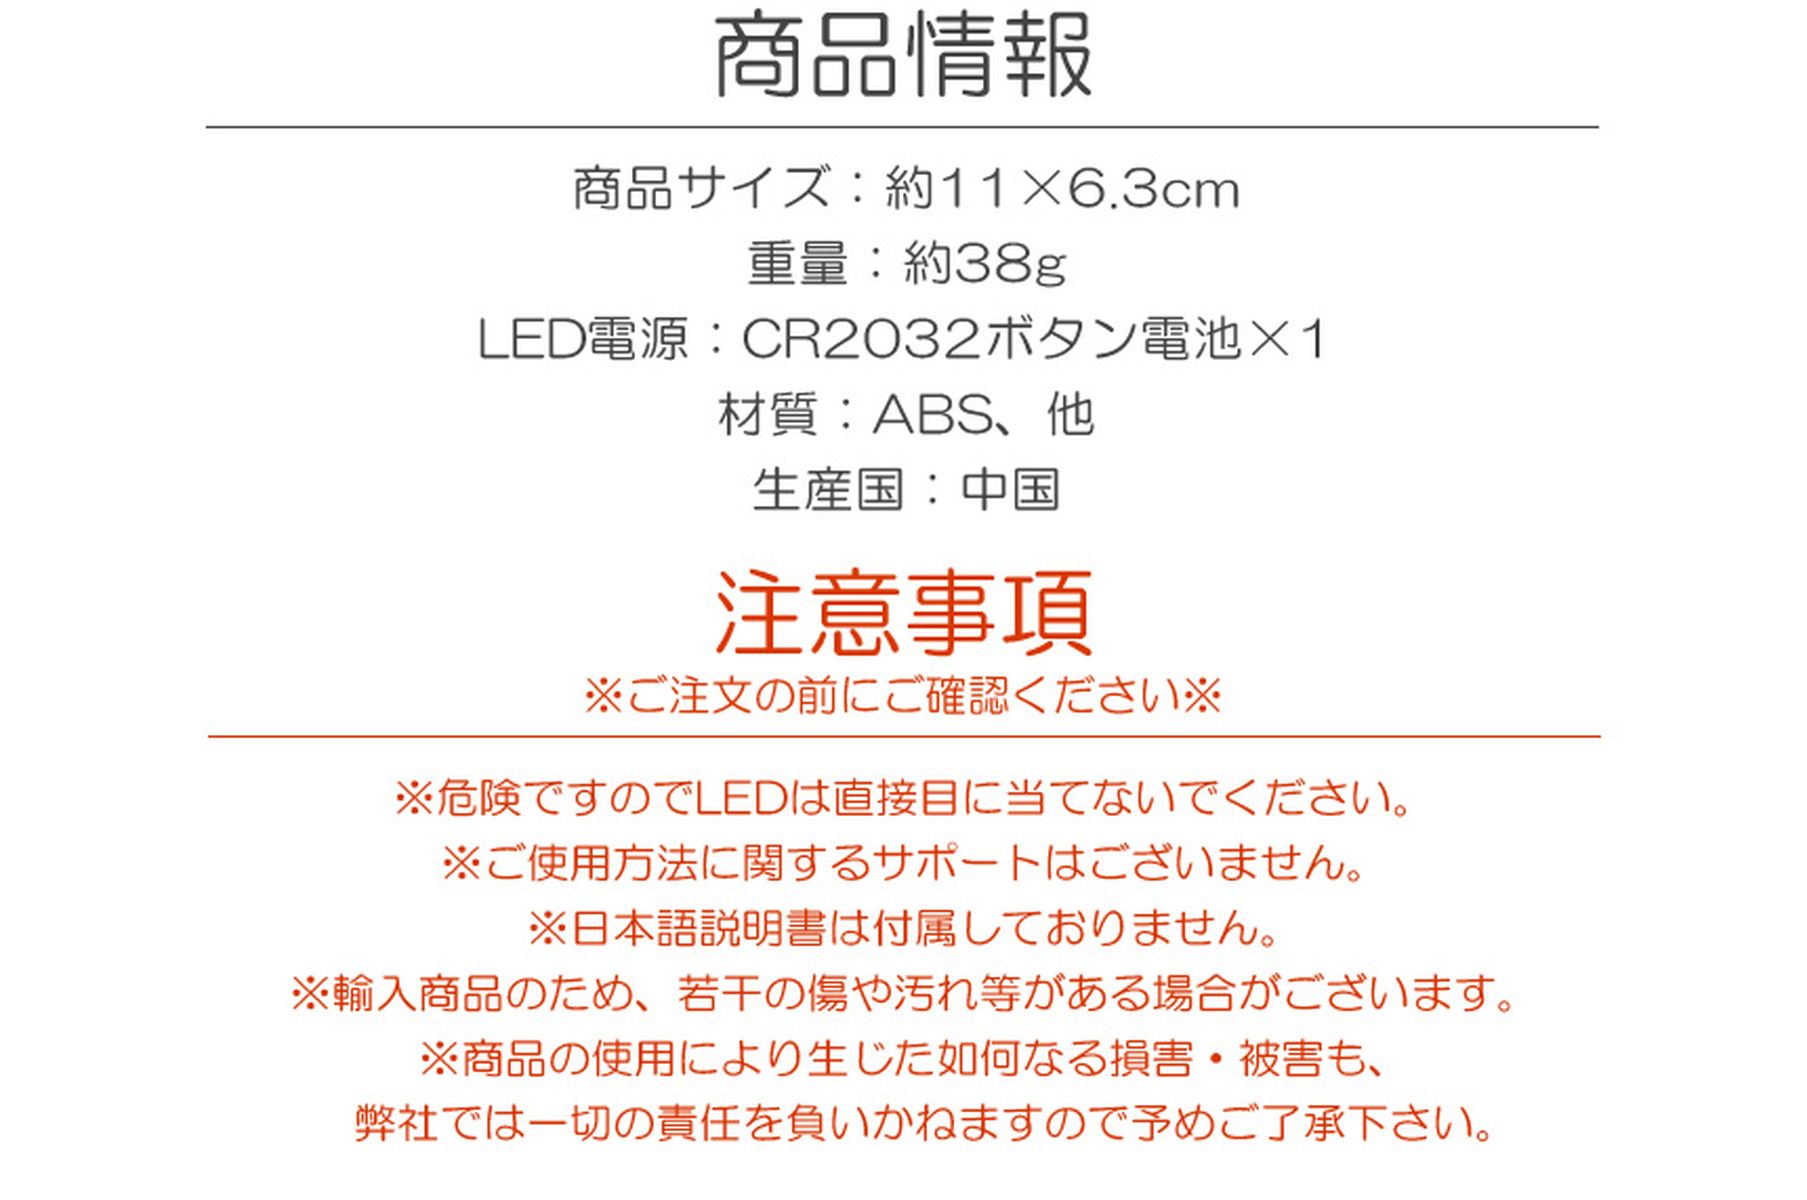 商品情報
商品サイズ：約11×6.3cm
重量：約38g
LED電源：CR2032ボタン電池×1
材質：ABS、他
生産国：中国
注意事項
※ご注文の前にご確認ください※
※危険ですのでLEDは直接目に当てないでください。
※ご使用方法に関するサポートはございません。
※日本語説明書は付属しておりません。
※輸入商品のため、若干の傷や汚れ等がある場合がございます。
※商品の使用により生じた如何なる損害・被害も、
弊社では一切の責任を負いかねますので予めご了承下さい。